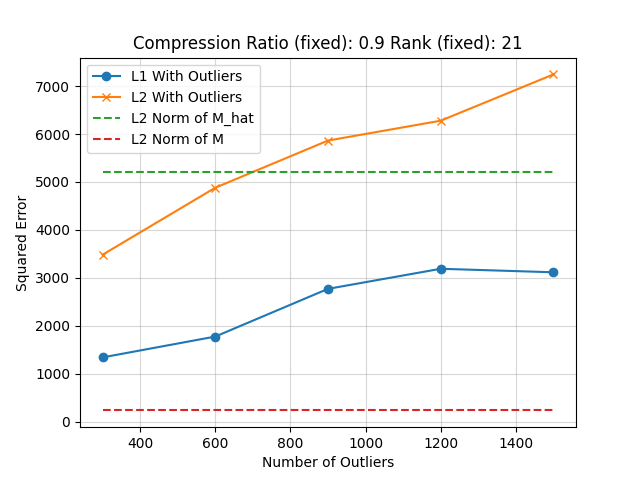 Compression Ratio (fixed): 0.9 Rank (fixed): 21
L1 With Outliers
L2 With Outliers
L2 Norm of M_hat
L2 Norm of M
Squared Error
7000
6000
5000
4000
3000
2000
1000
0
400 600 800 1000 1200 1400
Number of Outliers